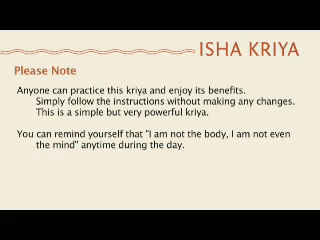 ISHA KRIYA
Please Note
Anyone can practice this kriya and enjoy its benefits.
Simply follow the instructions without making any changes.
This is a simple but very powerful kriya.
You can remind yourself that "I am not the body, I am not even
the mind" anytime during the day.